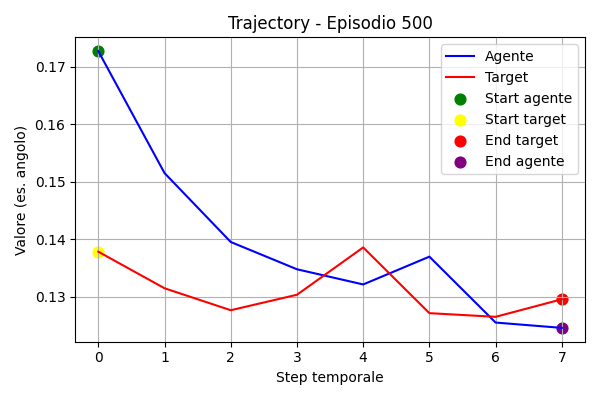 Trajectory - Episodio 500
Agente
Target
Start agente
Start target
End target
End agente
Valore (es. angolo)
0.17
0.16
0.15
0.14
0.13
0 1 2 3 4 5 6 7
Step temporale